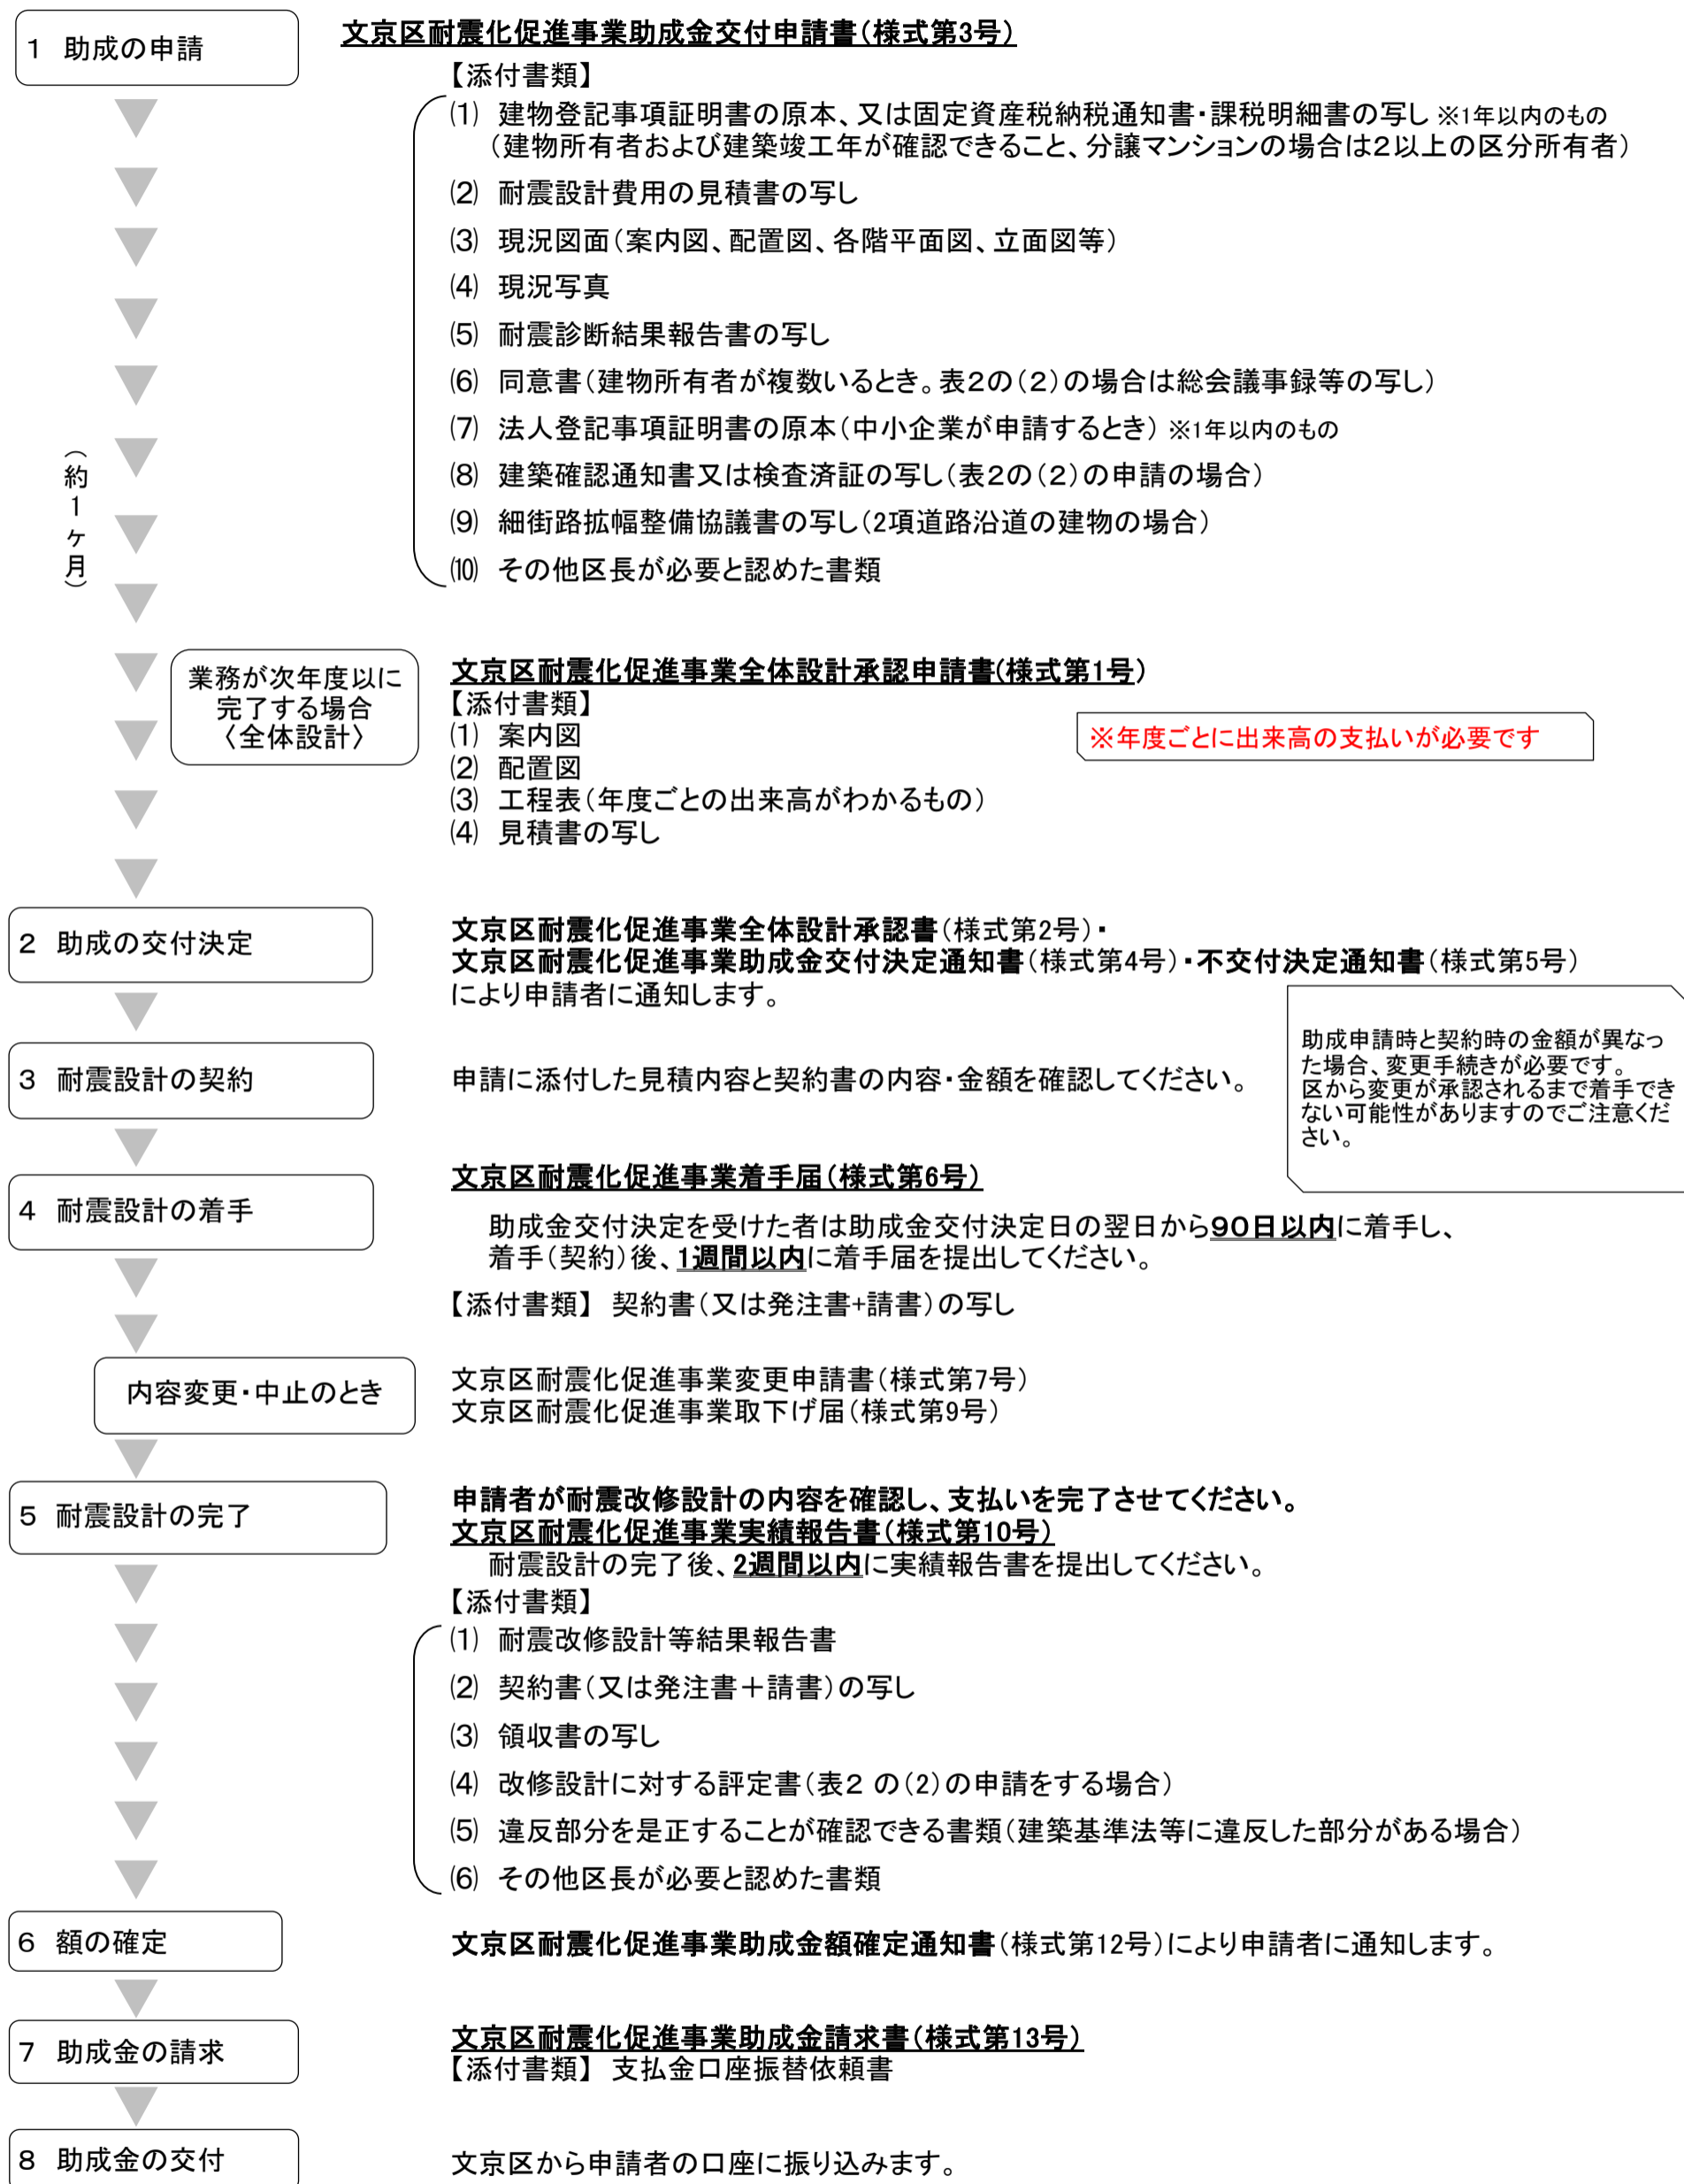 1 助成の申請
文京区耐震化促進事業助成金交付申請書(様式第3号)
【添付書類】
⑴ 建物登記事項証明書の原本、又は固定資産税納税通知書・課税明細書の写し ※1年以内のもの
(建物所有者および建築竣工年が確認できること、分譲マンションの場合は2以上の区分所有者)
⑵ 耐震設計費用の見積書の写し
⑶ 現況図面(案内図、配置図、各階平面図、立面図等)
⑷ 現況写真
⑸ 耐震診断結果報告書の写し
⑹ 同意書(建物所有者が複数いるとき。表2の(2)の場合は総会議事録等の写し)
⑺ 法人登記事項証明書の原本(中小企業が申請するとき) ※1年以内のもの
⑻ 建築確認通知書又は検査済証の写し(表2の(2)の申請の場合)
⑼ 細街路拡幅整備協議書の写し(2項道路沿道の建物の場合)
⑽ その他区長が必要と認めた書類
(約1ヶ月)
業務が次年度以に
完了する場合
〈全体設計〉
文京区耐震化促進事業全体設計承認申請書(様式第1号)
【添付書類】
⑴ 案内図
⑵ 配置図
⑶ 工程表(年度ごとの出来高がわかるもの)
⑷ 見積書の写し
※年度ごとに出来高の支払いが必要です
2 助成の交付決定
文京区耐震化促進事業全体設計承認書(様式第2号)・
文京区耐震化促進事業助成金交付決定通知書(様式第4号)・不交付決定通知書(様式第5号)
により申請者に通知します。
3 耐震設計の契約
申請に添付した見積内容と契約書の内容・金額を確認してください。
助成申請時と契約時の金額が異なっ
た場合、変更手続きが必要です。
区から変更が承認されるまで着手でき
ない可能性がありますのでご注意くだ
さい。
4 耐震設計の着手
文京区耐震化促進事業着手届(様式第6号)
助成金交付決定を受けた者は助成金交付決定日の翌日から90日以内に着手し、
着手(契約)後、1週間以内に着手届を提出してください。
【添付書類】 契約書(又は発注書+請書)の写し
内容変更・中止のとき
文京区耐震化促進事業変更申請書(様式第7号)
文京区耐震化促進事業取下げ届(様式第9号)
5 耐震設計の完了
申請者が耐震改修設計の内容を確認し、支払いを完了させてください。
文京区耐震化促進事業実績報告書(様式第10号)
耐震設計の完了後、2週間以内に実績報告書を提出してください。
【添付書類】
⑴ 耐震改修設計等結果報告書
⑵ 契約書(又は発注書+請書)の写し
⑶ 領収書の写し
⑷ 改修設計に対する評定書(表2 の(2)の申請をする場合)
⑸ 違反部分を是正することが確認できる書類(建築基準法等に違反した部分がある場合)
⑹ その他区長が必要と認めた書類
6 額の確定
文京区耐震化促進事業助成金額確定通知書(様式第12号)により申請者に通知します。
7 助成金の請求
文京区耐震化促進事業助成金請求書(様式第13号)
【添付書類】 支払金口座振替依頼書
8 助成金の交付
文京区から申請者の口座に振り込みます。